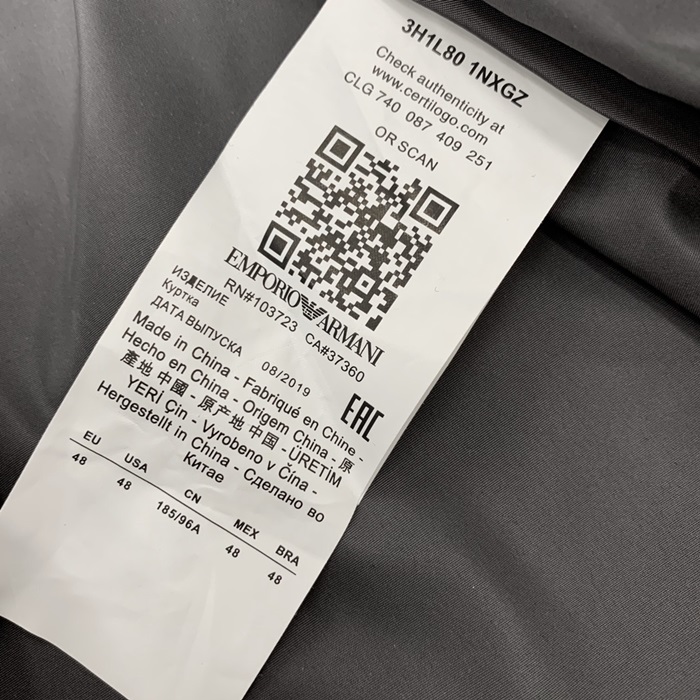 3H1L80 1NXGZ
Check authenticity at
www.certilogo.com
CLG 740 087 409 251
OR SCAN
EMPORIO ARMANI
RN#103723 CA#37360
ИЗДЕЛИЕ
Куртка
ДАТА ВЫПУСКА 08/2019
EAC
Made in China - Fabriqué en Chine -
Hecho en China - Origem China - 原
產地 中國 - 原产地 中国 - ÜRETİM
YERİ Çin - Vyrobeno v Čína -
Hergestellt in China - Сделано во
Китае
EU USA CN MEX BRA
48 48 185/96A 48 48